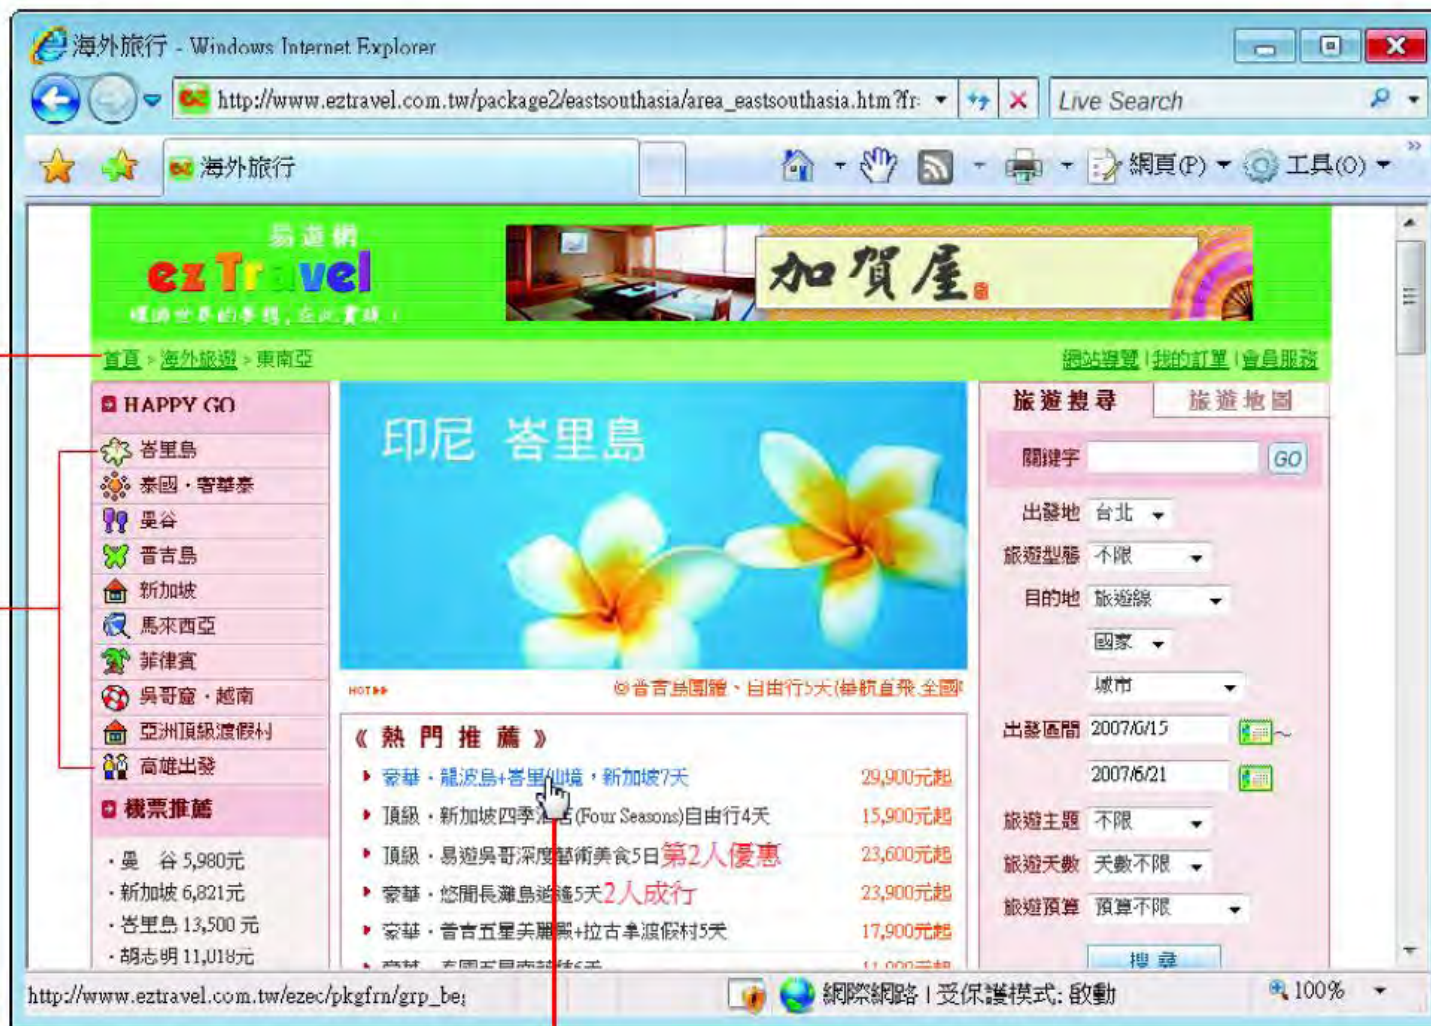 海外旅行 - Windows Internet Explorer
http://www.eztravel.com.tw/package2/eastsouthasia/area_eastsouthasia.htm?fr:
Live Search
海外旅行
網頁(P)
工具(O)
易遊網
ez Travel
加賀屋
首頁 > 海外旅遊 > 東南亞
網站導覽 | 我的訂單 | 會員服務
HAPPY GO
峇里島
泰國・奢華泰
曼谷
普吉島
新加坡
馬來西亞
菲律賓
吳哥窟・越南
亞洲頂級渡假村
高雄出發
機票推薦
・曼 谷 5,980元
・新加坡 6,821元
・峇里島 13,500 元
・胡志明 11,018元
印尼 峇里島
HOT
◎普吉島團體、自由行5天(華航直飛.全國
《 熱 門 推 薦 》
豪華・龍波島+峇里仙境,新加坡7天 29,900元起
頂級・新加坡四季酒店(Four Seasons)自由行4天 15,900元起
頂級・易遊吳哥深度藝術美食5日第2人優惠 23,600元起
豪華・悠閒長灘島逍遙5天2人成行 23,900元起
豪華・普吉五星美麗殿+拉古拿渡假村5天 17,900元起
旅遊搜尋
旅遊地圖
關鍵字
GO
出發地 台北
旅遊型態 不限
目的地 旅遊線
國家
城市
出發區間 2007/6/15 ~
2007/6/21
旅遊主題 不限
旅遊天數 天數不限
旅遊預算 預算不限
搜 尋
http://www.eztravel.com.tw/ezec/pkgfrn/grp_be
網際網路 | 受保護模式: 啟動
100%